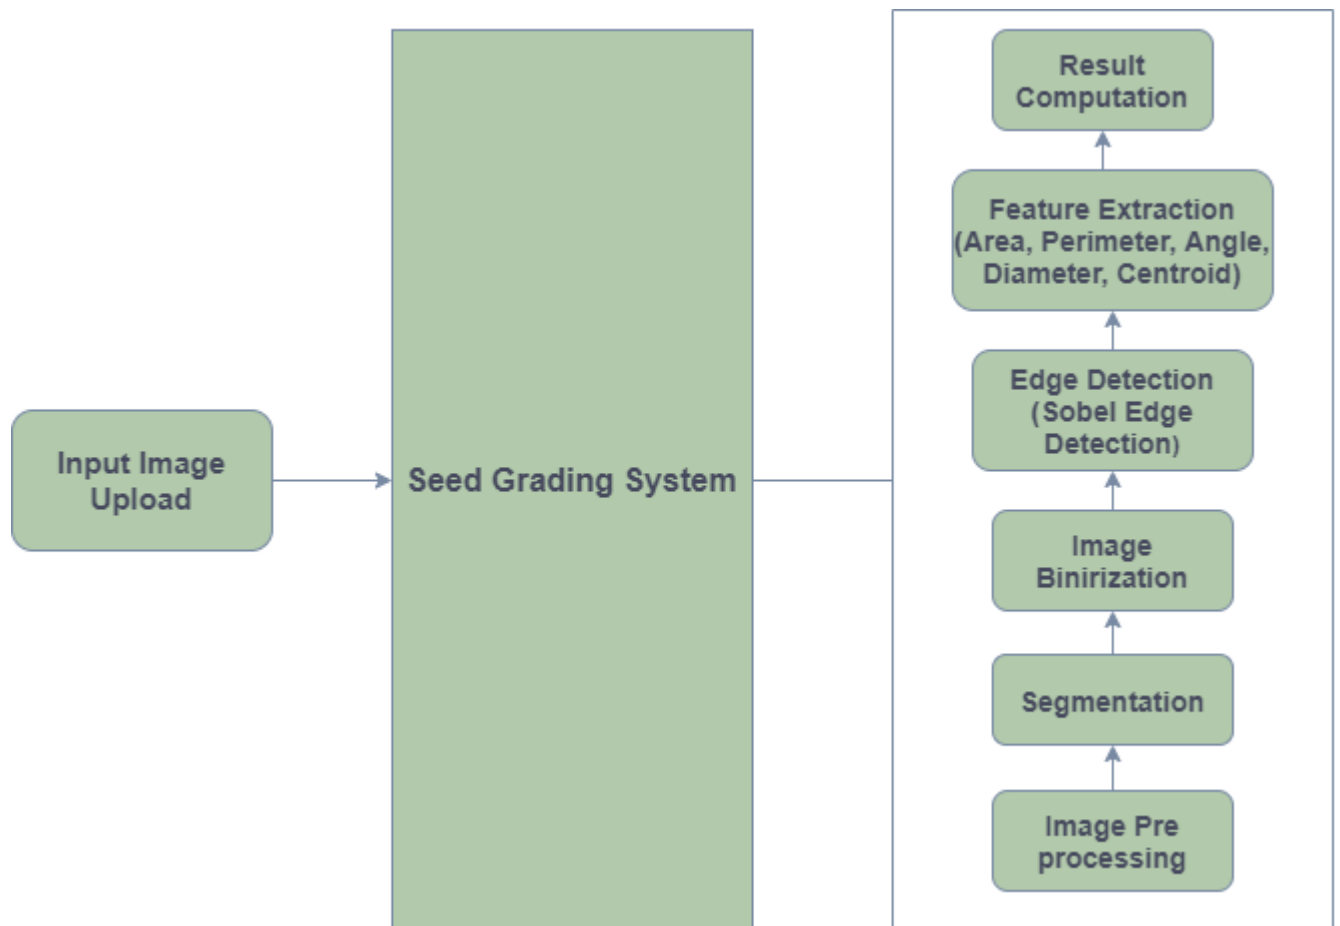 Input Image
Upload
Seed Grading System
Result
Computation
Feature Extraction
(Area, Perimeter, Angle,
Diameter, Centroid)
Edge Detection
(Sobel Edge
Detection)
Image
Binirization
Segmentation
Image Pre
processing